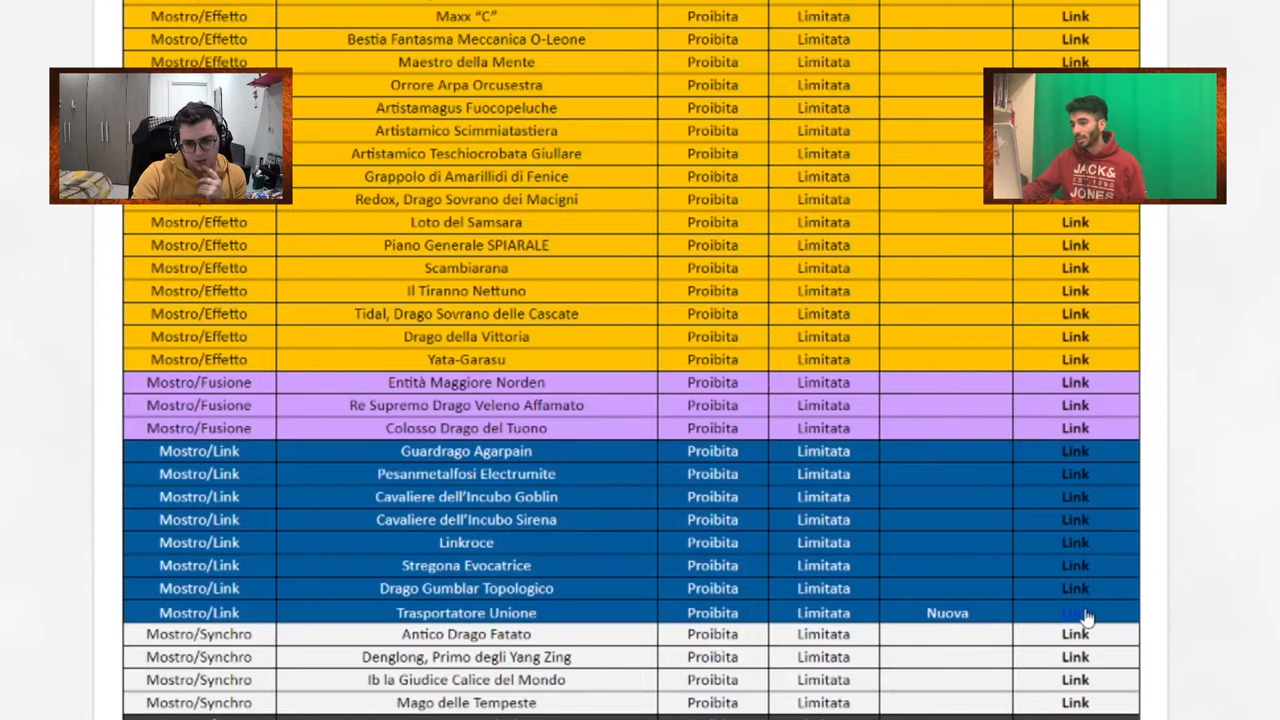 Mostro/Effetto Maxx “C” Proibita Limitata Link
Mostro/Effetto Bestia Fantasma Meccanica O-Leone Proibita Limitata Link
Mostro/Effetto Maestro della Mente Proibita Limitata Link
Orrore Arpa Orcusestra Proibita Limitata
Artistamagus Fuocopeluche Proibita Limitata
Artistamico Scimmiatastiera Proibita Limitata
Artistamico Teschiocrobata Giullare Proibita Limitata
Grappolo di Amarillidi di Fenice Proibita Limitata
Redox, Drago Sovrano dei Macigni Proibita Limitata
Mostro/Effetto Loto del Samsara Proibita Limitata Link
Mostro/Effetto Piano Generale SPIARALE Proibita Limitata Link
Mostro/Effetto Scambiarana Proibita Limitata Link
Mostro/Effetto Il Tiranno Nettuno Proibita Limitata Link
Mostro/Effetto Tidal, Drago Sovrano delle Cascate Proibita Limitata Link
Mostro/Effetto Drago della Vittoria Proibita Limitata Link
Mostro/Effetto Yata-Garasu Proibita Limitata Link
Mostro/Fusione Entità Maggiore Norden Proibita Limitata Link
Mostro/Fusione Re Supremo Drago Veleno Affamato Proibita Limitata Link
Mostro/Fusione Colosso Drago del Tuono Proibita Limitata Link
Mostro/Link Guardrago Agarpain Proibita Limitata Link
Mostro/Link Pesanmetalfosi Electrumite Proibita Limitata Link
Mostro/Link Cavaliere dell’Incubo Goblin Proibita Limitata Link
Mostro/Link Cavaliere dell’Incubo Sirena Proibita Limitata Link
Mostro/Link Linkroce Proibita Limitata Link
Mostro/Link Stregona Evocatrice Proibita Limitata Link
Mostro/Link Drago Gumblar Topologico Proibita Limitata Link
Mostro/Link Trasportatore Unione Proibita Limitata Nuova Link
Mostro/Synchro Antico Drago Fatato Proibita Limitata Link
Mostro/Synchro Denglong, Primo degli Yang Zing Proibita Limitata Link
Mostro/Synchro Ib la Giudice Calice del Mondo Proibita Limitata Link
Mostro/Synchro Mago delle Tempeste Proibita Limitata Link
JACK&
JONES